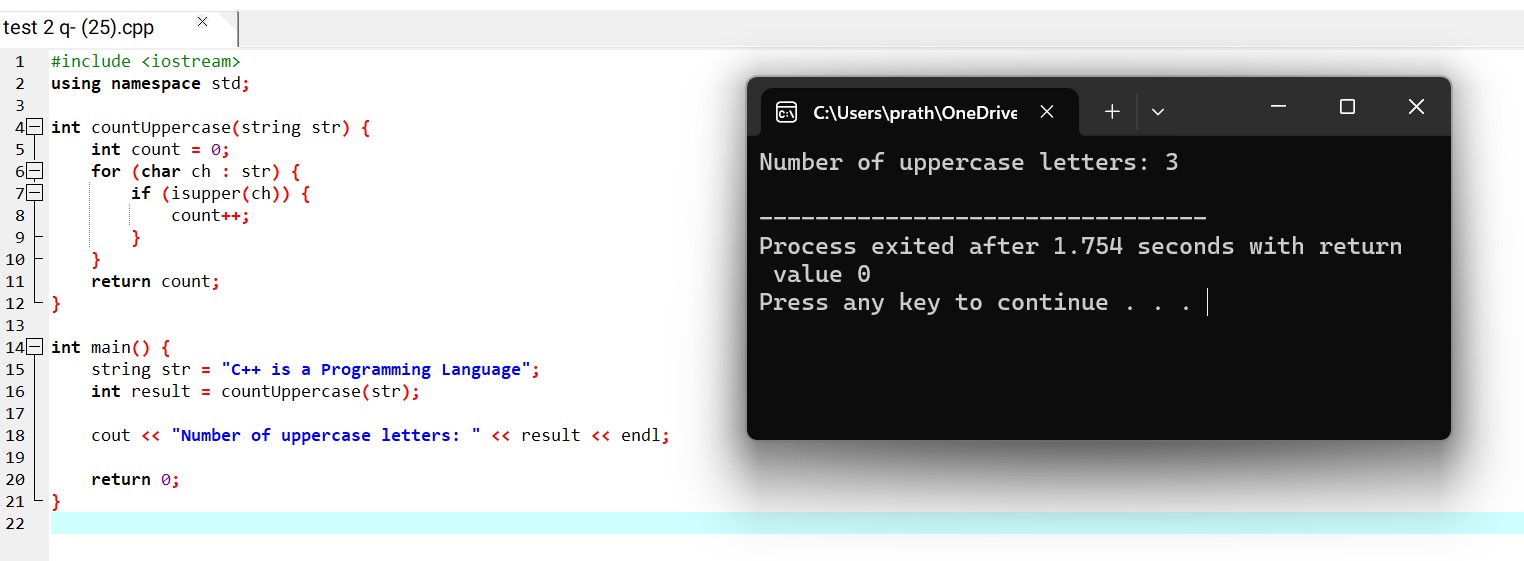 test 2 q- (25).cpp
1 #include <iostream>
2 using namespace std;
3
4 int countUppercase(string str) {
5     int count = 0;
6     for (char ch : str) {
7         if (isupper(ch)) {
8             count++;
9         }
10     }
11     return count;
12 }
13
14 int main() {
15     string str = "C++ is a Programming Language";
16     int result = countUppercase(str);
17
18     cout << "Number of uppercase letters: " << result << endl;
19
20     return 0;
21 }
22
C:\Users\prath\OneDrive
Number of uppercase letters: 3
--------------------------------
Process exited after 1.754 seconds with return
 value 0
Press any key to continue . . .